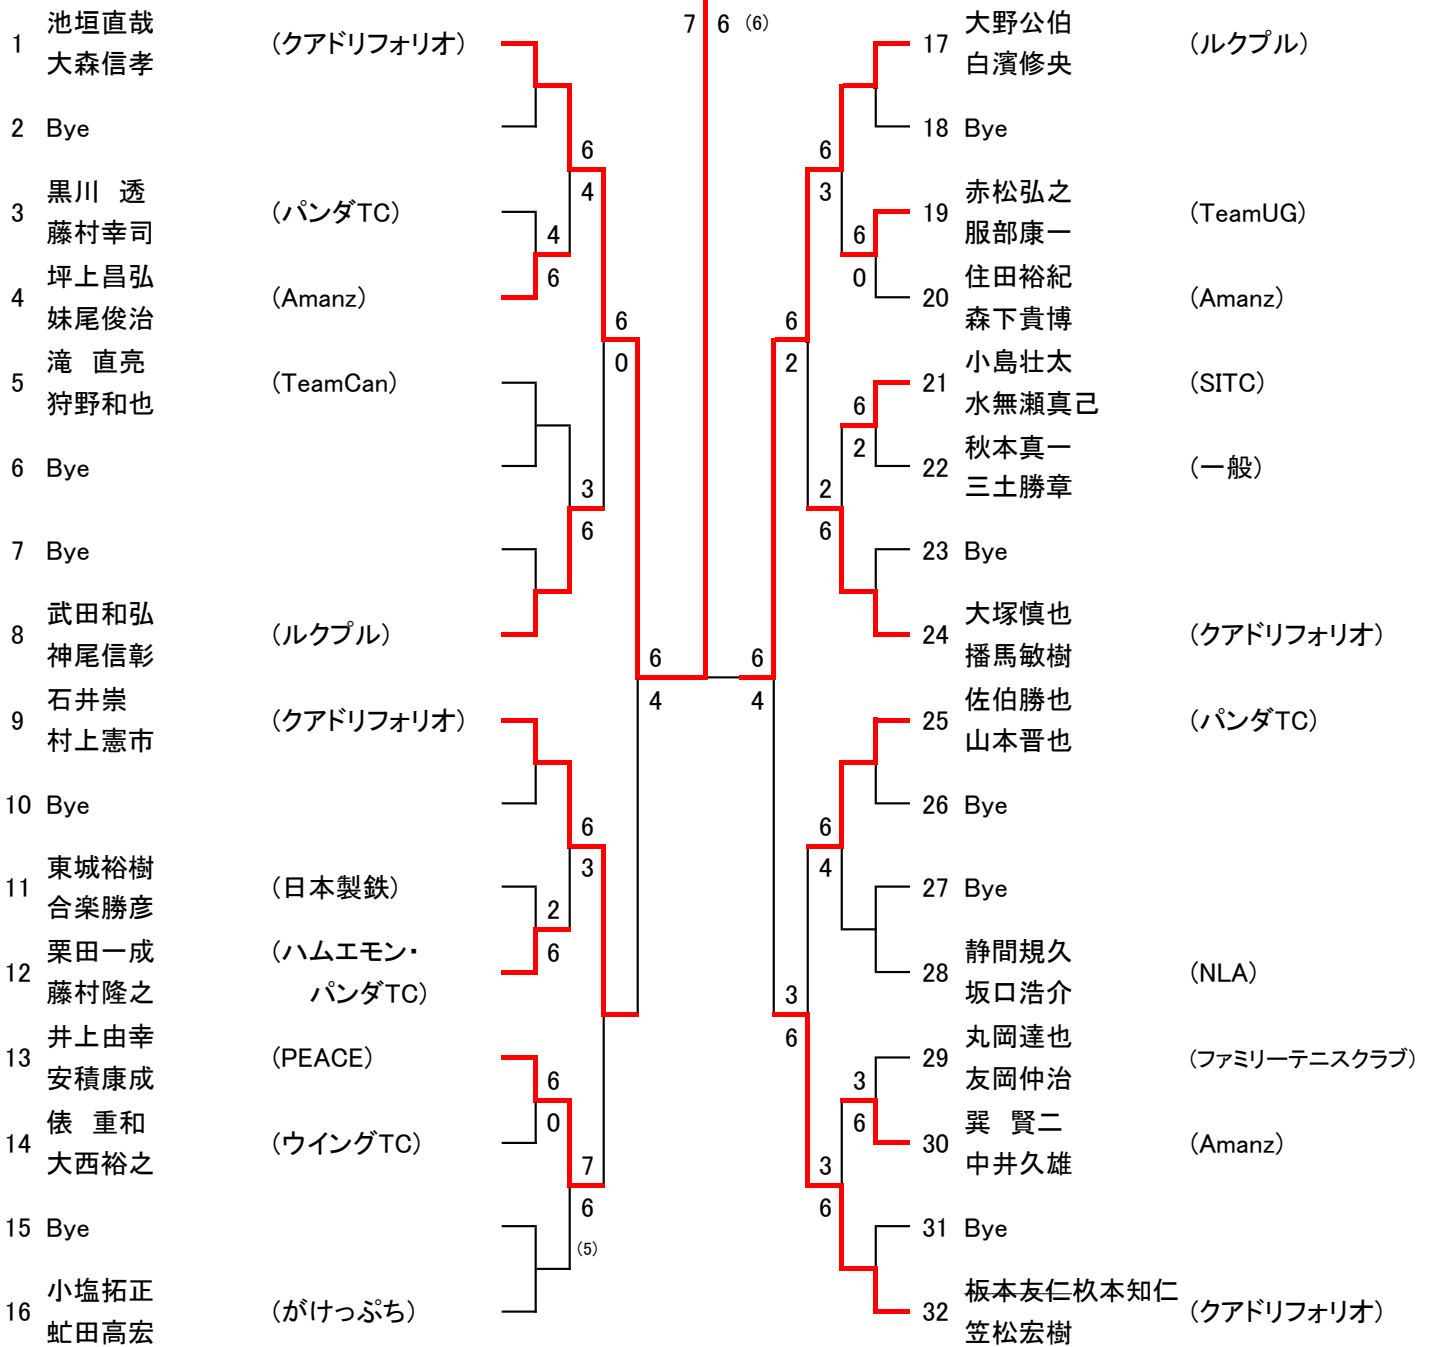 7 6 (6)
1 池垣直哉 (クアドリフォリオ)
大森信孝
2 Bye
6
4
3 黒川 透 (パンダTC)
藤村幸司
4
6
4 坪上昌弘 (Amanz)
妹尾俊治
6
0
5 滝 直亮 (TeamCan)
狩野和也
6 Bye
3
6
7 Bye
8 武田和弘 (ルクプル)
神尾信彰
6
4
9 石井崇 (クアドリフォリオ)
村上憲市
10 Bye
6
3
11 東城裕樹 (日本製鉄)
合楽勝彦
2
6
12 栗田一成 (ハムエモン・
藤村隆之 パンダTC)
13 井上由幸 (PEACE)
安積康成
6
0
14 俵 重和 (ウイングTC)
大西裕之
7
6
(5)
15 Bye
16 小塩拓正 (がけっぷち)
虻田高宏
17 大野公伯 (ルクプル)
白濱修央
18 Bye
6
3
19 赤松弘之 (TeamUG)
服部康一
6
0
20 住田裕紀 (Amanz)
森下貴博
6
2
21 小島壮太 (SITC)
水無瀬真己
6
2
22 秋本真一 (一般)
三土勝章
2
6
23 Bye
24 大塚慎也 (クアドリフォリオ)
播馬敏樹
6
4
25 佐伯勝也 (パンダTC)
山本晋也
26 Bye
6
4
27 Bye
28 静間規久 (NLA)
坂口浩介
3
6
29 丸岡達也 (ファミリーテニスクラブ)
友岡仲治
3
6
30 巽 賢二 (Amanz)
中井久雄
3
6
31 Bye
32 板本友仁杁本知仁 (クアドリフォリオ)
笠松宏樹